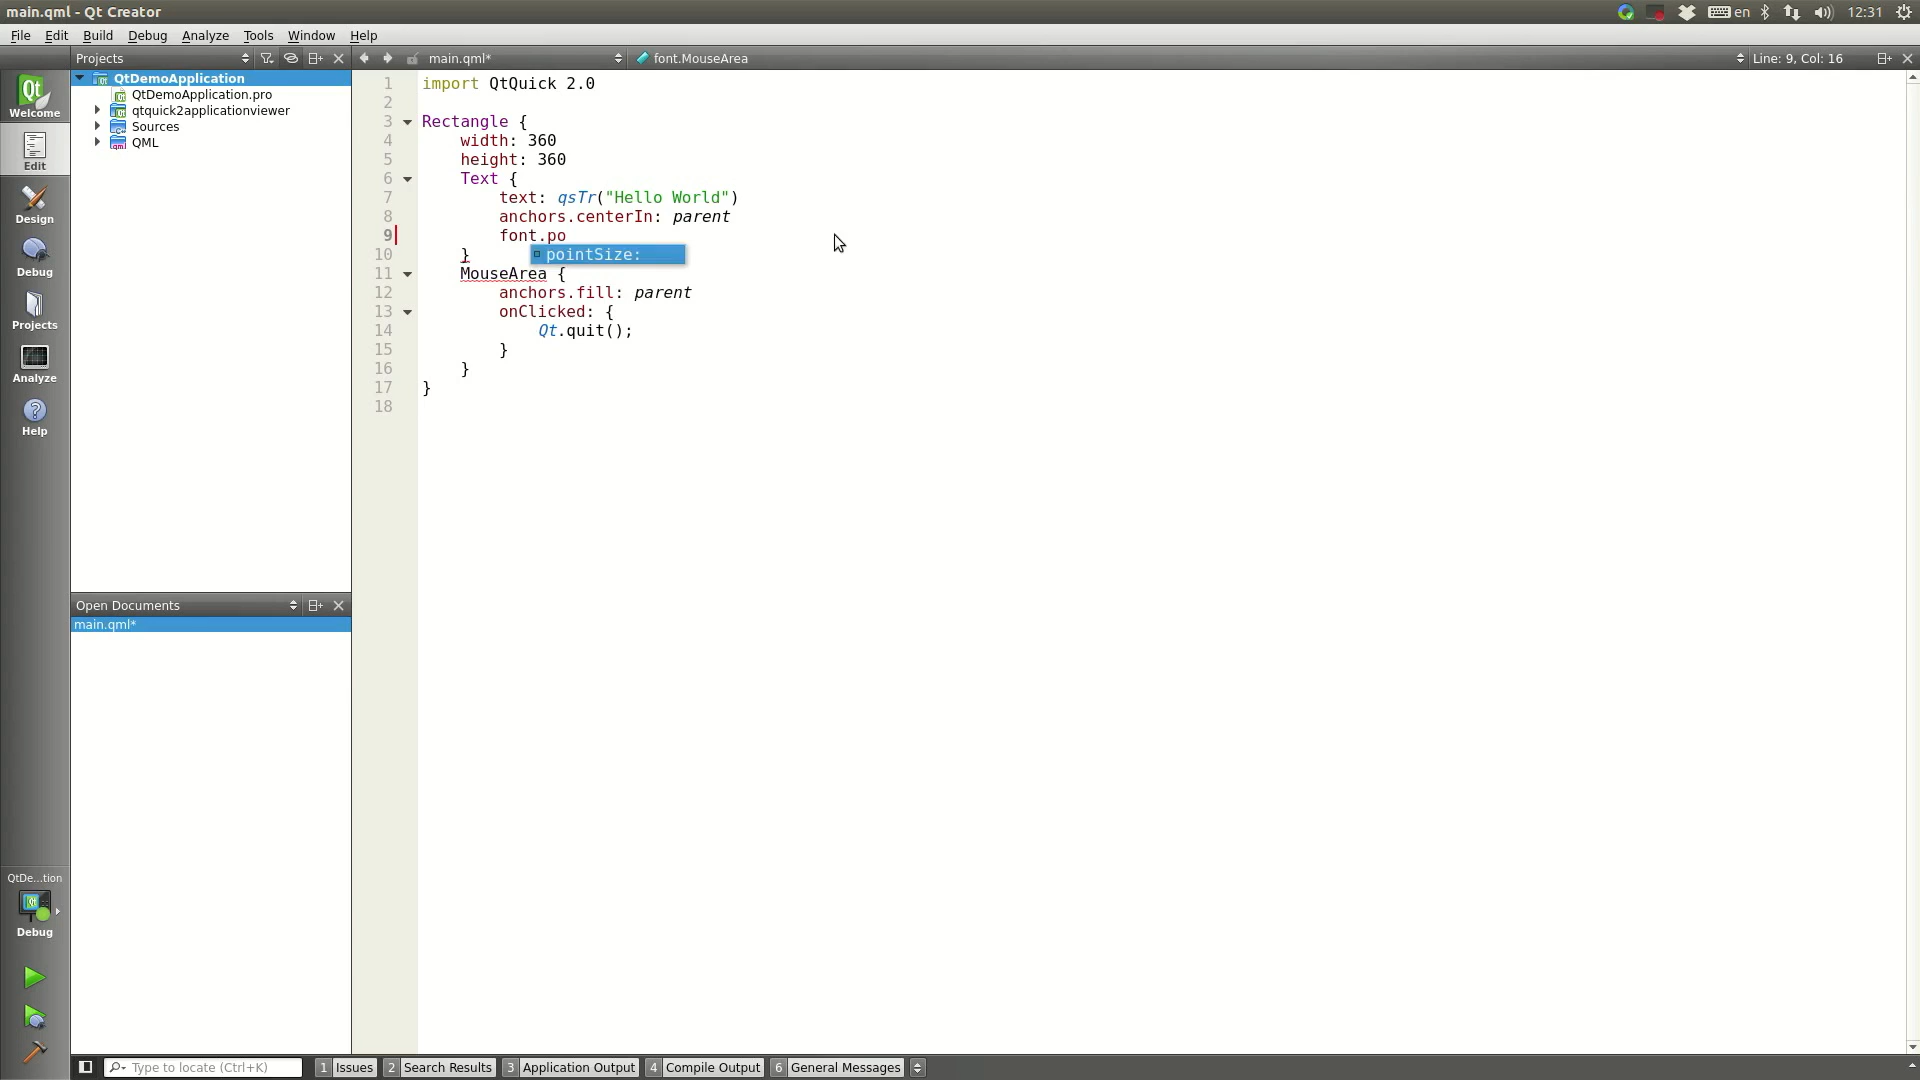 main.qml - Qt Creator
en 12:31
File Edit Build Debug Analyze Tools Window Help
Projects main.qml* font.MouseArea Line: 9, Col: 16
Welcome
Edit
Design
Debug
Projects
Analyze
Help
QtDemoApplication
QtDemoApplication.pro
qtquick2applicationviewer
Sources
QML
Open Documents
main.qml*
1 import QtQuick 2.0
2
3 Rectangle {
4 width: 360
5 height: 360
6 Text {
7 text: qsTr("Hello World")
8 anchors.centerIn: parent
9 font.po
pointSize:
10 }
11 MouseArea {
12 anchors.fill: parent
13 onClicked: {
14 Qt.quit();
15 }
16 }
17 }
18
QtDe...tion
Debug
Type to locate (Ctrl+K) 1 Issues 2 Search Results 3 Application Output 4 Compile Output 6 General Messages